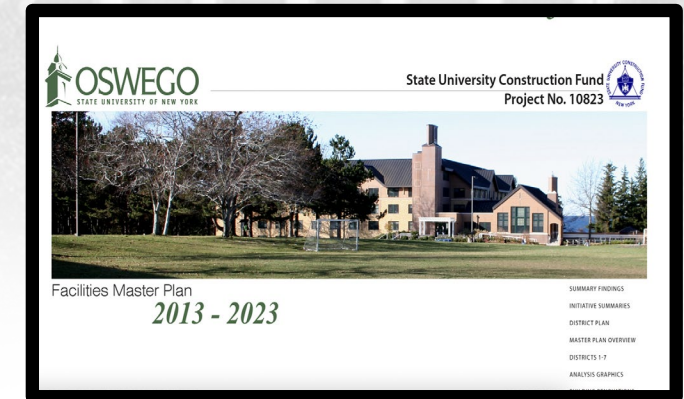 OSWEGO
STATE UNIVERSITY OF NEW YORK
State University Construction Fund
Project No. 10823
Facilities Master Plan
2013 - 2023
SUMMARY FINDINGS
INITIATIVE SUMMARIES
DISTRICT PLAN
MASTER PLAN OVERVIEW
DISTRICTS 1-7
ANALYSIS GRAPHICS